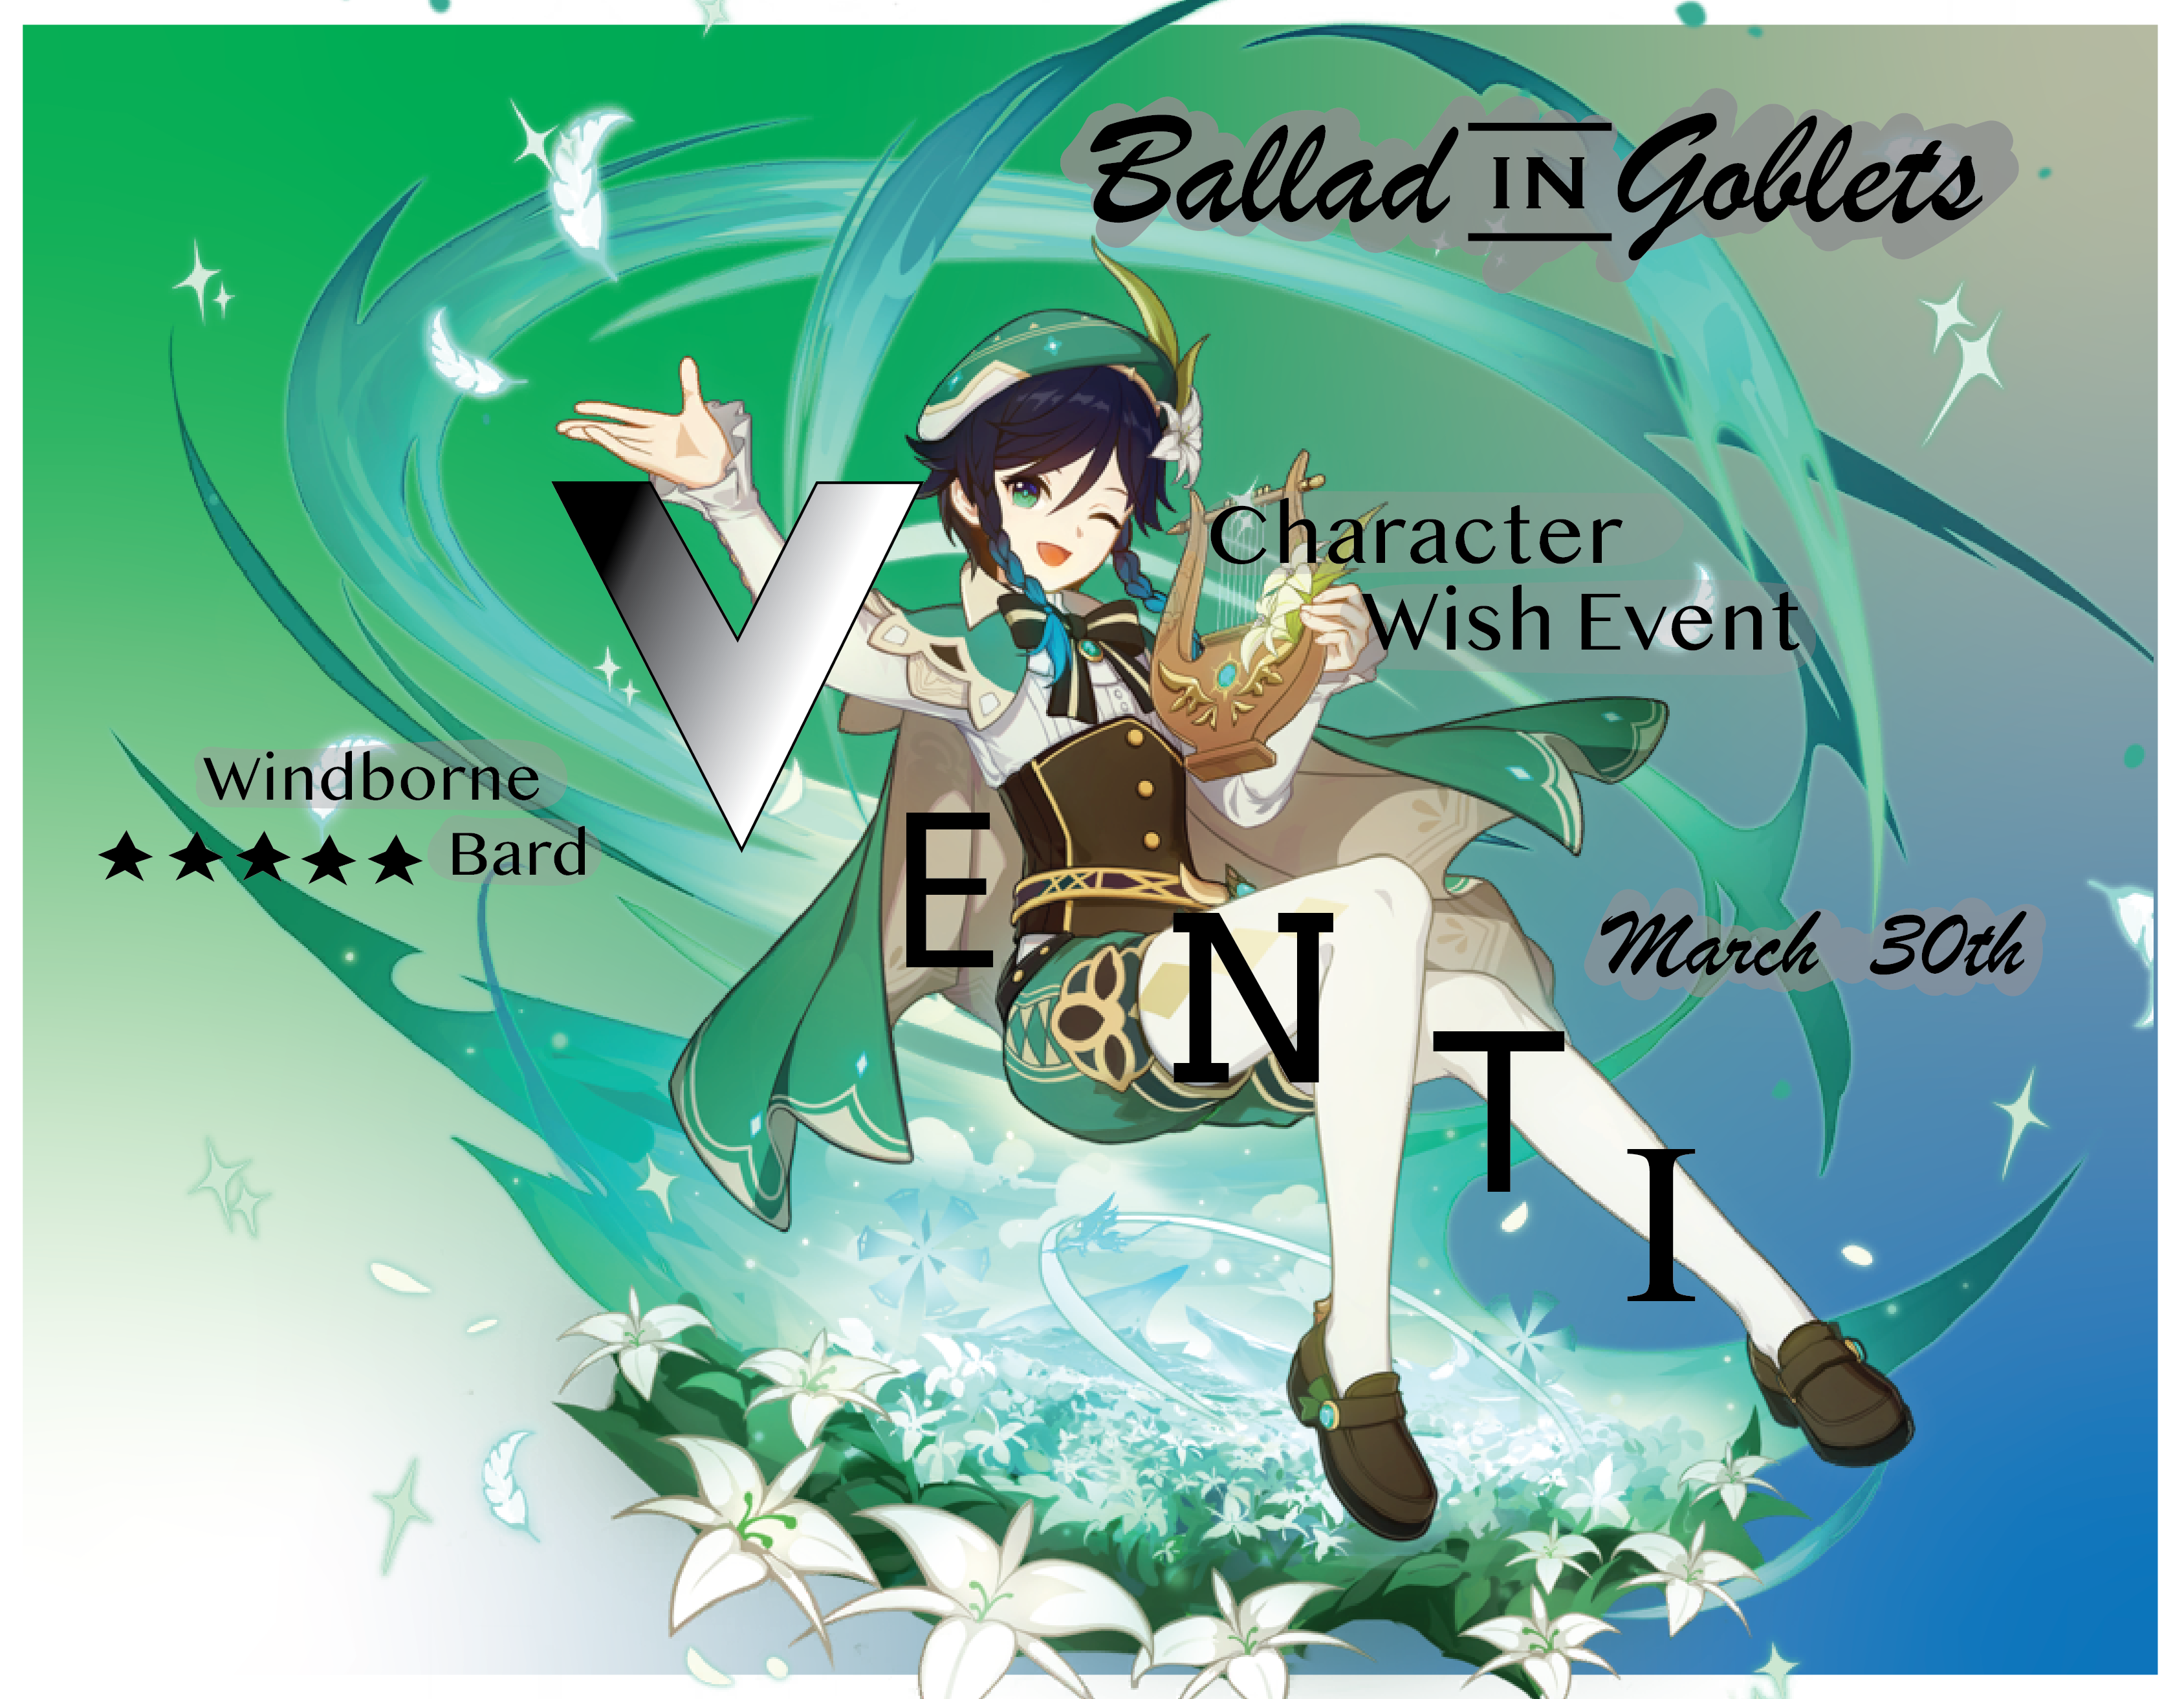 Ballad IN Goblets
Character
Wish Event
Windborne
★★★★★ Bard
VENTI
March 30th